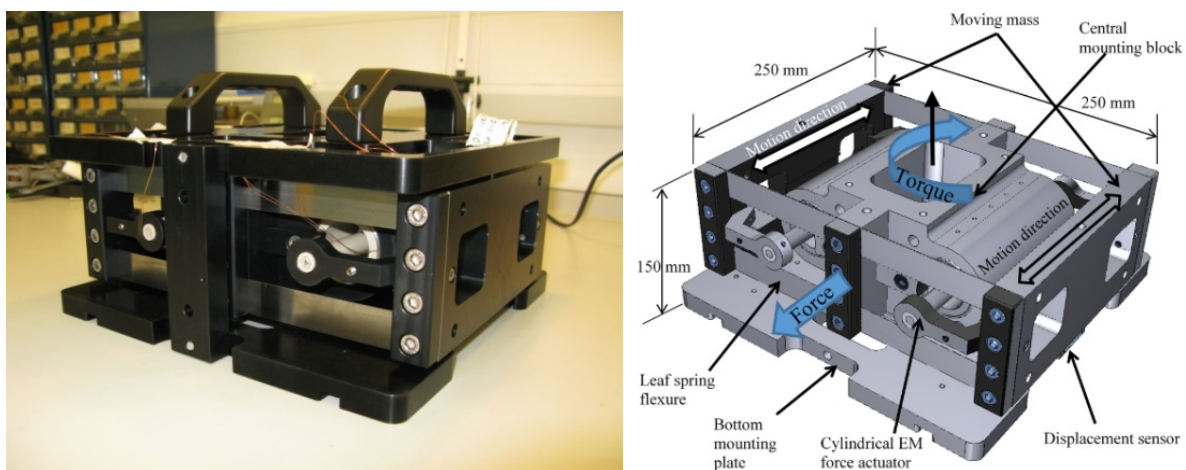 Moving mass
Central
mounting block
250 mm
250 mm
Motion direction
Torque
Motion direction
150 mm
Force
Leaf spring
flexure
Bottom
mounting
plate
Cylindrical EM
force actuator
Displacement sensor